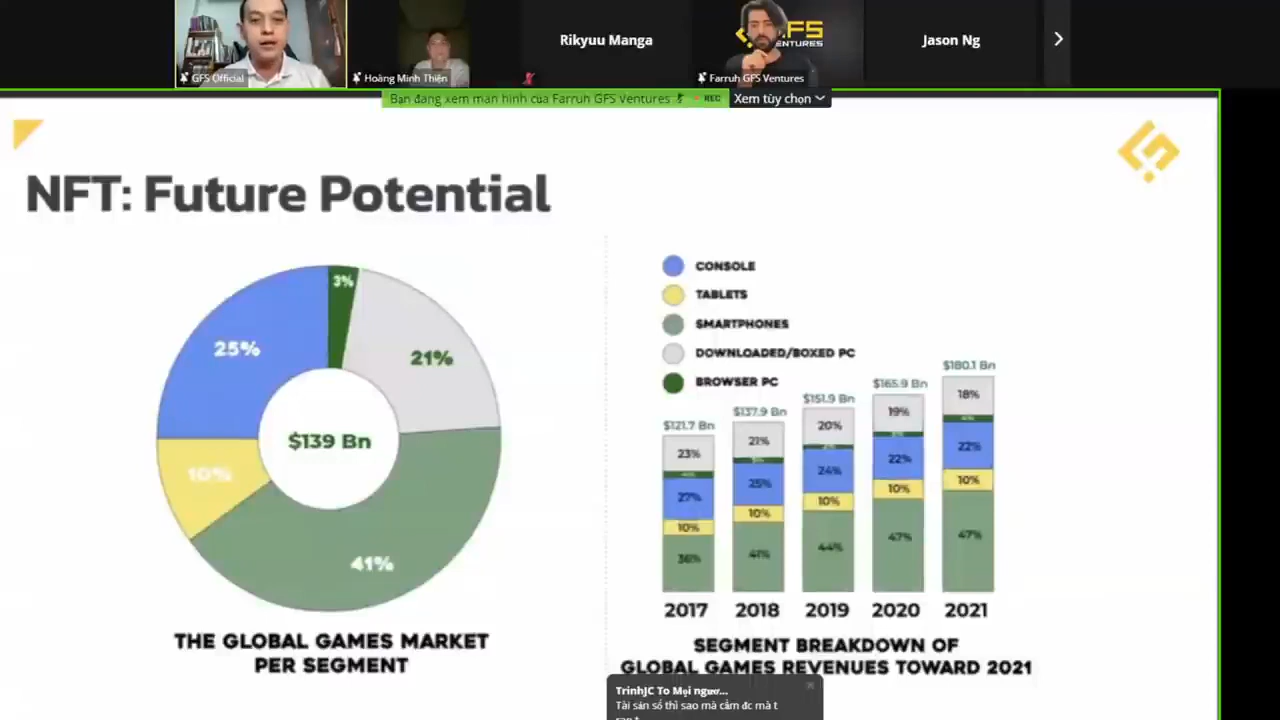 GFS Official
Hoàng Minh Thiện
Rikyuu Manga
GFS
VENTURES
Farruh GFS Ventures
Jason Ng
Bạn đang xem màn hình của Farruh GFS Ventures
REC
Xem tùy chọn
NFT: Future Potential
3%
21%
25%
10%
41%
$139 Bn
THE GLOBAL GAMES MARKET
PER SEGMENT
CONSOLE
TABLETS
SMARTPHONES
DOWNLOADED/BOXED PC
BROWSER PC
$121.7 Bn
$137.9 Bn
$151.9 Bn
$165.9 Bn
$180.1 Bn
23%
27%
10%
36%
21%
25%
10%
41%
20%
24%
10%
44%
19%
22%
10%
47%
18%
22%
10%
47%
2017
2018
2019
2020
2021
SEGMENT BREAKDOWN OF
GLOBAL GAMES REVENUES TOWARD 2021
TrinhJC To Mọi ngườ...
Tài sản số thì sao mà cầm đc mà t